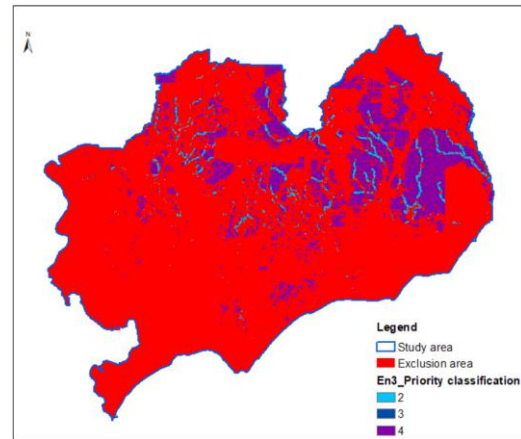 N
Legend
Study area
Exclusion area
En3_Priority classification
2
3
4